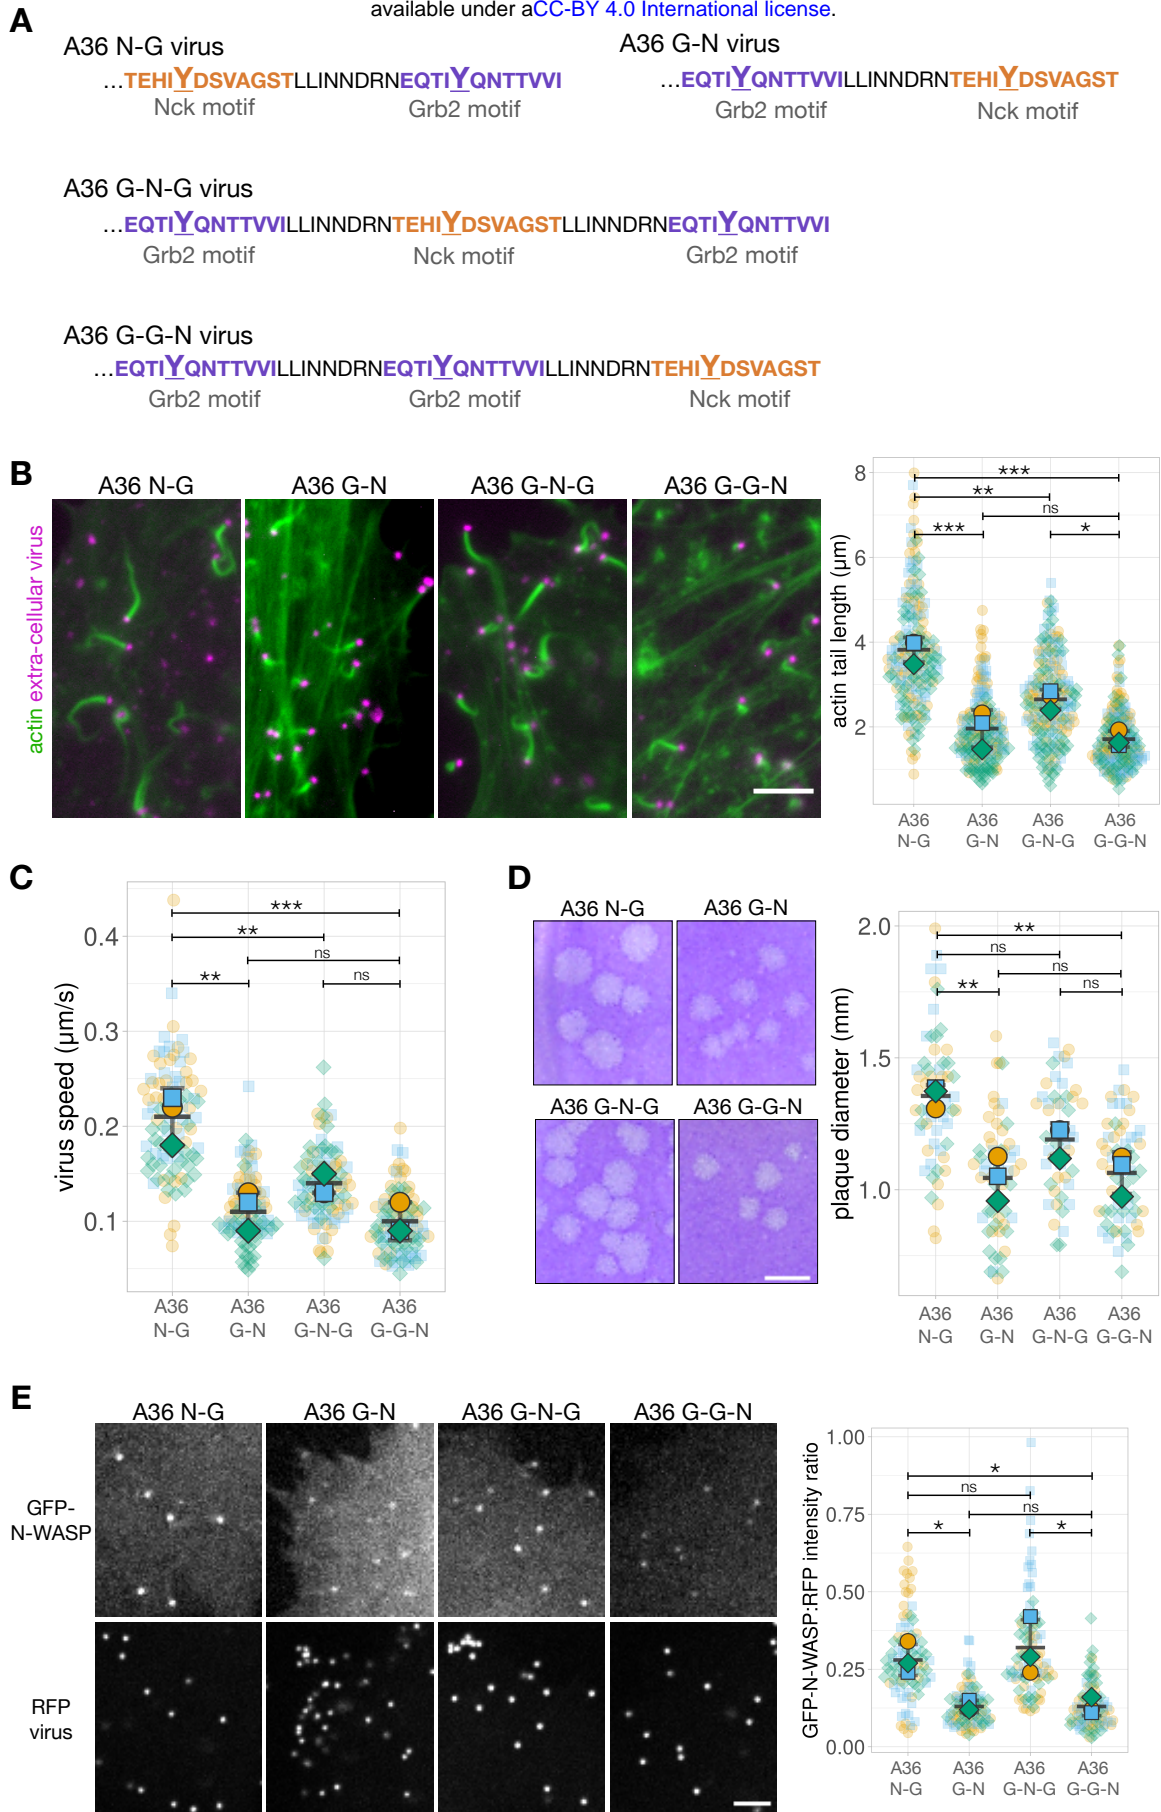 available under aCC-BY 4.0 International license.
A
A36 N-G virus
...TEHIYDSVAGSTLLINNDRNEQTIYQNTTVVI
Nck motif Grb2 motif
A36 G-N virus
...EQTIYQNTTVVILLINNDRNTEHIYDSVAGST
Grb2 motif Nck motif
A36 G-N-G virus
...EQTIYQNTTVVILLINNDRNTEHIYDSVAGSTLLINNDRNEQTIYQNTTVVI
Grb2 motif Nck motif Grb2 motif
A36 G-G-N virus
...EQTIYQNTTVVILLINNDRNEQTIYQNTTVVILLINNDRNTEHIYDSVAGST
Grb2 motif Grb2 motif Nck motif
B
A36 N-G A36 G-N A36 G-N-G A36 G-G-N
actin extra-cellular virus
actin tail length (μm)
8
6
4
2
***
**
ns
*** *
A36 A36 A36 A36
N-G G-N G-N-G G-G-N
C
virus speed (μm/s)
0.4
0.3
0.2
0.1
***
**
ns
** ns
A36 A36 A36 A36
N-G G-N G-N-G G-G-N
D
A36 N-G A36 G-N
A36 G-N-G A36 G-G-N
plaque diameter (mm)
2.0
1.5
1.0
**
ns
ns
** ns
A36 A36 A36 A36
N-G G-N G-N-G G-G-N
E
A36 N-G A36 G-N A36 G-N-G A36 G-G-N
GFP-
N-WASP
RFP
virus
GFP-N-WASP:RFP intensity ratio
1.00
0.75
0.50
0.25
0.00
*
ns
ns
* *
A36 A36 A36 A36
N-G G-N G-N-G G-G-N